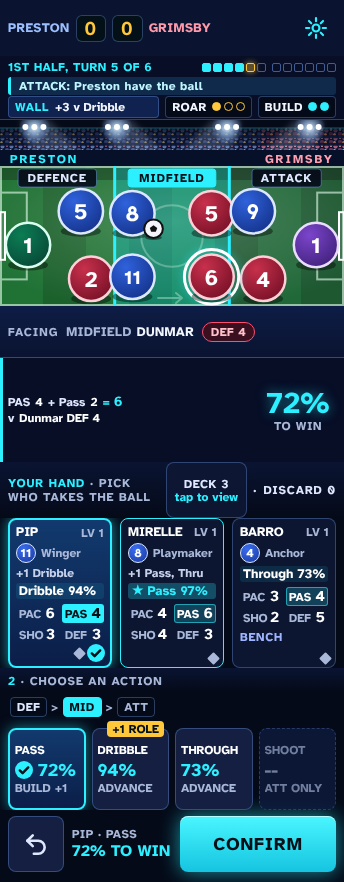 PRESTON 0 0 GRIMSBY
1ST HALF, TURN 5 OF 6
ATTACK: Preston have the ball
WALL +3 v Dribble ROAR BUILD
PRESTON GRIMSBY
DEFENCE MIDFIELD ATTACK
5 8 5 9
1 1
2 11 6 4
FACING MIDFIELD DUNMAR DEF 4
PAS 4 + Pass 2 = 6
v Dunmar DEF 4
72%
TO WIN
YOUR HAND · PICK
WHO TAKES THE BALL
DECK 3
tap to view
· DISCARD 0
PIP LV 1
11 Winger
+1 Dribble
Dribble 94%
PAC 6 PAS 4
SHO 3 DEF 3
MIRELLE LV 1
8 Playmaker
+1 Pass, Thru
★ Pass 97%
PAC 4 PAS 6
SHO 4 DEF 3
BARRO LV 1
4 Anchor
Through 73%
PAC 3 PAS 4
SHO 2 DEF 5
BENCH
2 · CHOOSE AN ACTION
DEF > MID > ATT
PASS
72%
BUILD +1
+1 ROLE
DRIBBLE
94%
ADVANCE
THROUGH
73%
ADVANCE
SHOOT
--
ATT ONLY
PIP · PASS
72% TO WIN
CONFIRM